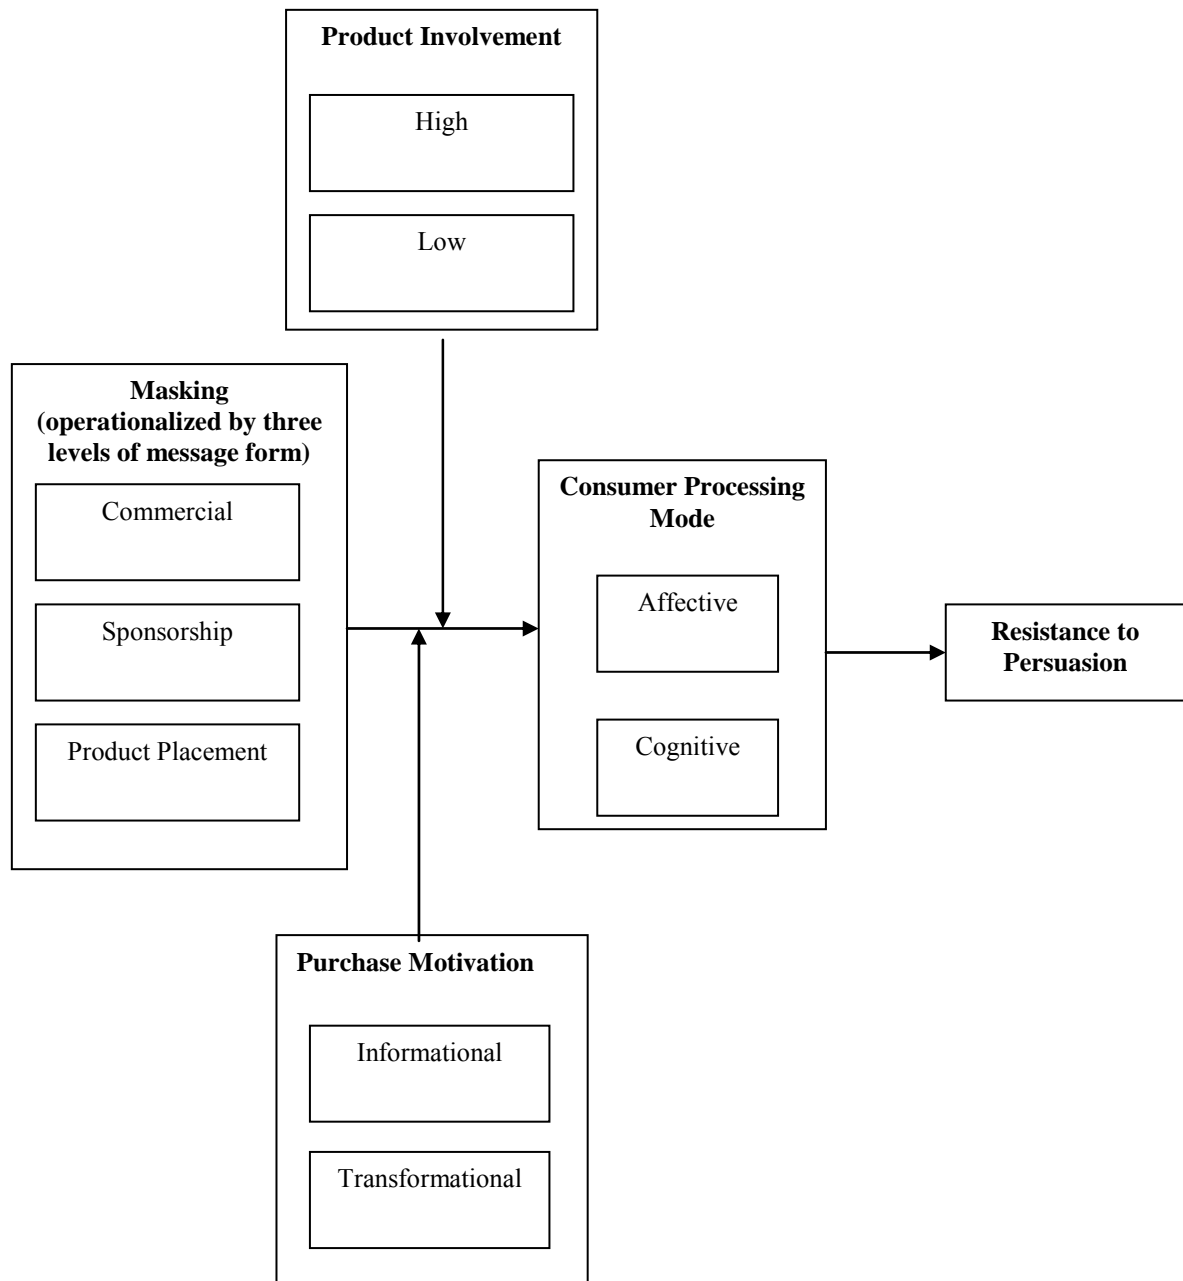 Product Involvement
High
Low
Masking
(operationalized by three
levels of message form)
Commercial
Sponsorship
Product Placement
Consumer Processing
Mode
Affective
Cognitive
Resistance to
Persuasion
Purchase Motivation
Informational
Transformational